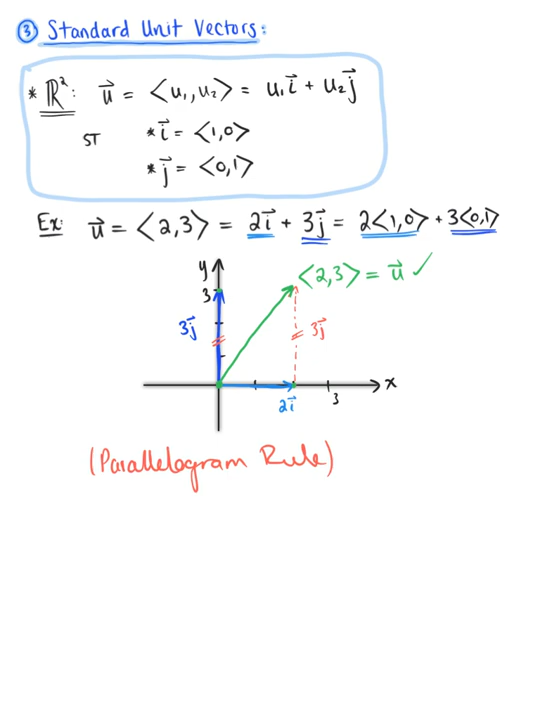 ③ Standard Unit Vectors:
* ℝ²: u⃗ = <u₁, u₂> = u₁i⃗ + u₂j⃗
ST * i⃗ = <1,0>
* j⃗ = <0,1>
Ex: u⃗ = <2,3> = 2i⃗ + 3j⃗ = 2<1,0> + 3<0,1>
y
<2,3> = u⃗ ✓
3
3j⃗
3j⃗
x
2i⃗
3
(Parallelogram Rule)